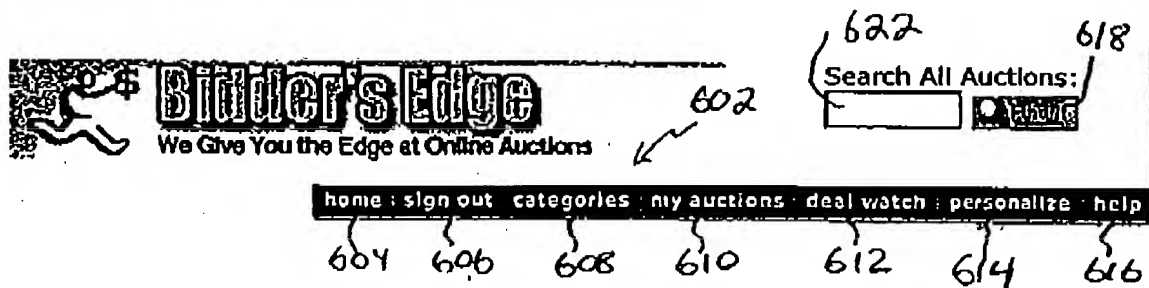 622 618
Search All Auctions:
$ Bidder's Edge
602
We Give You the Edge at Online Auctions
home : sign out categories : my auctions · deal watch : personalize · help
604 606 608 610 612 614 616